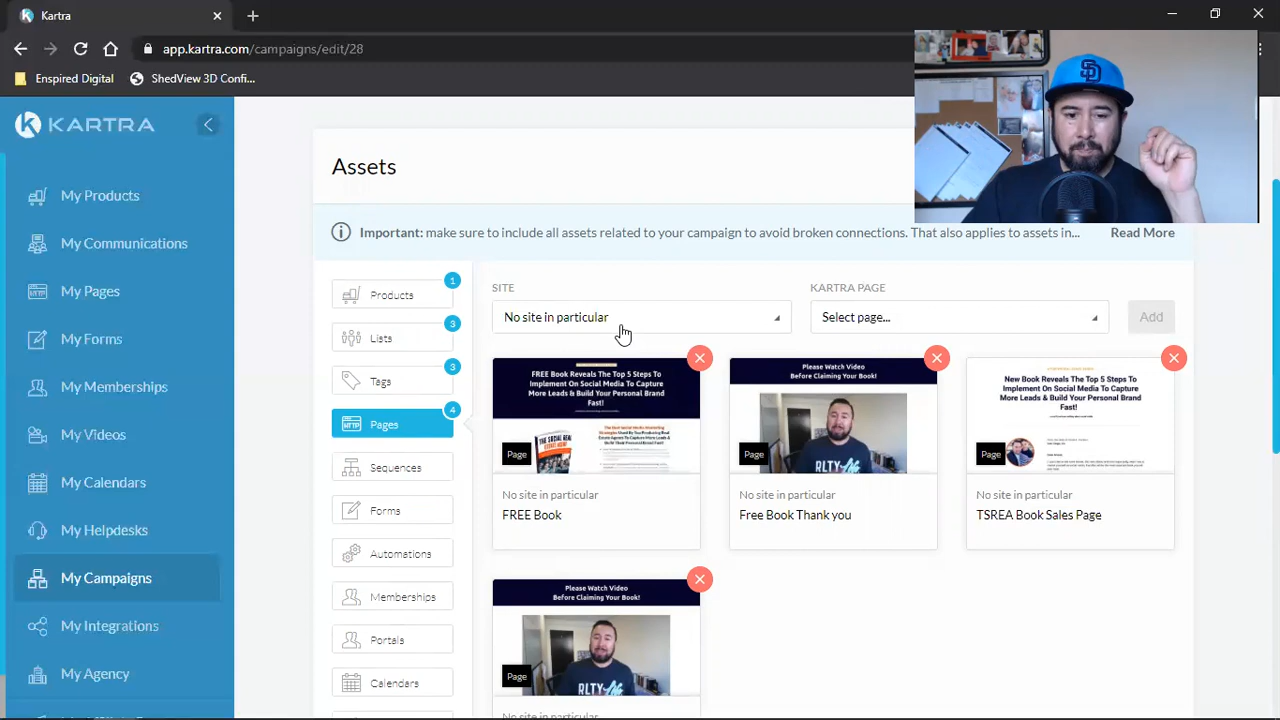 Kartra
app.kartra.com/campaigns/edit/28
Enspired Digital
ShedView 3D Conf...
KARTRA
My Products
My Communications
My Pages
My Forms
My Memberships
My Videos
My Calendars
My Helpdesks
My Campaigns
My Integrations
My Agency
SD
Assets
Important: make sure to include all assets related to your campaign to avoid broken connections. That also applies to assets in...
Read More
Products
1
Lists
3
3
Pages
4
Forms
Automations
Memberships
Portals
Calendars
SITE
No site in particular
KARTRA PAGE
Select page...
Add
FREE Book Reveals The Top 5 Steps To
Implement On Social Media To Capture
More Leads & Build Your Personal Brand
Fast!
Page
No site in particular
FREE Book
Please Watch Video
Before Claiming Your Book!
Page
No site in particular
Free Book Thank you
New Book Reveals The Top 5 Steps To
Implement On Social Media To Capture
More Leads & Build Your Personal Brand
Fast!
Page
No site in particular
TSREA Book Sales Page
Please Watch Video
Before Claiming Your Book!
RLTY
Page
No site in particular